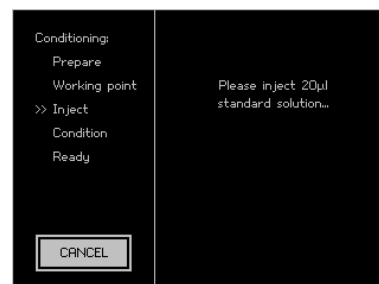 Conditioning:
Prepare
Working point
>> Inject
Condition
Ready
CANCEL
Please inject 20µl
standard solution...